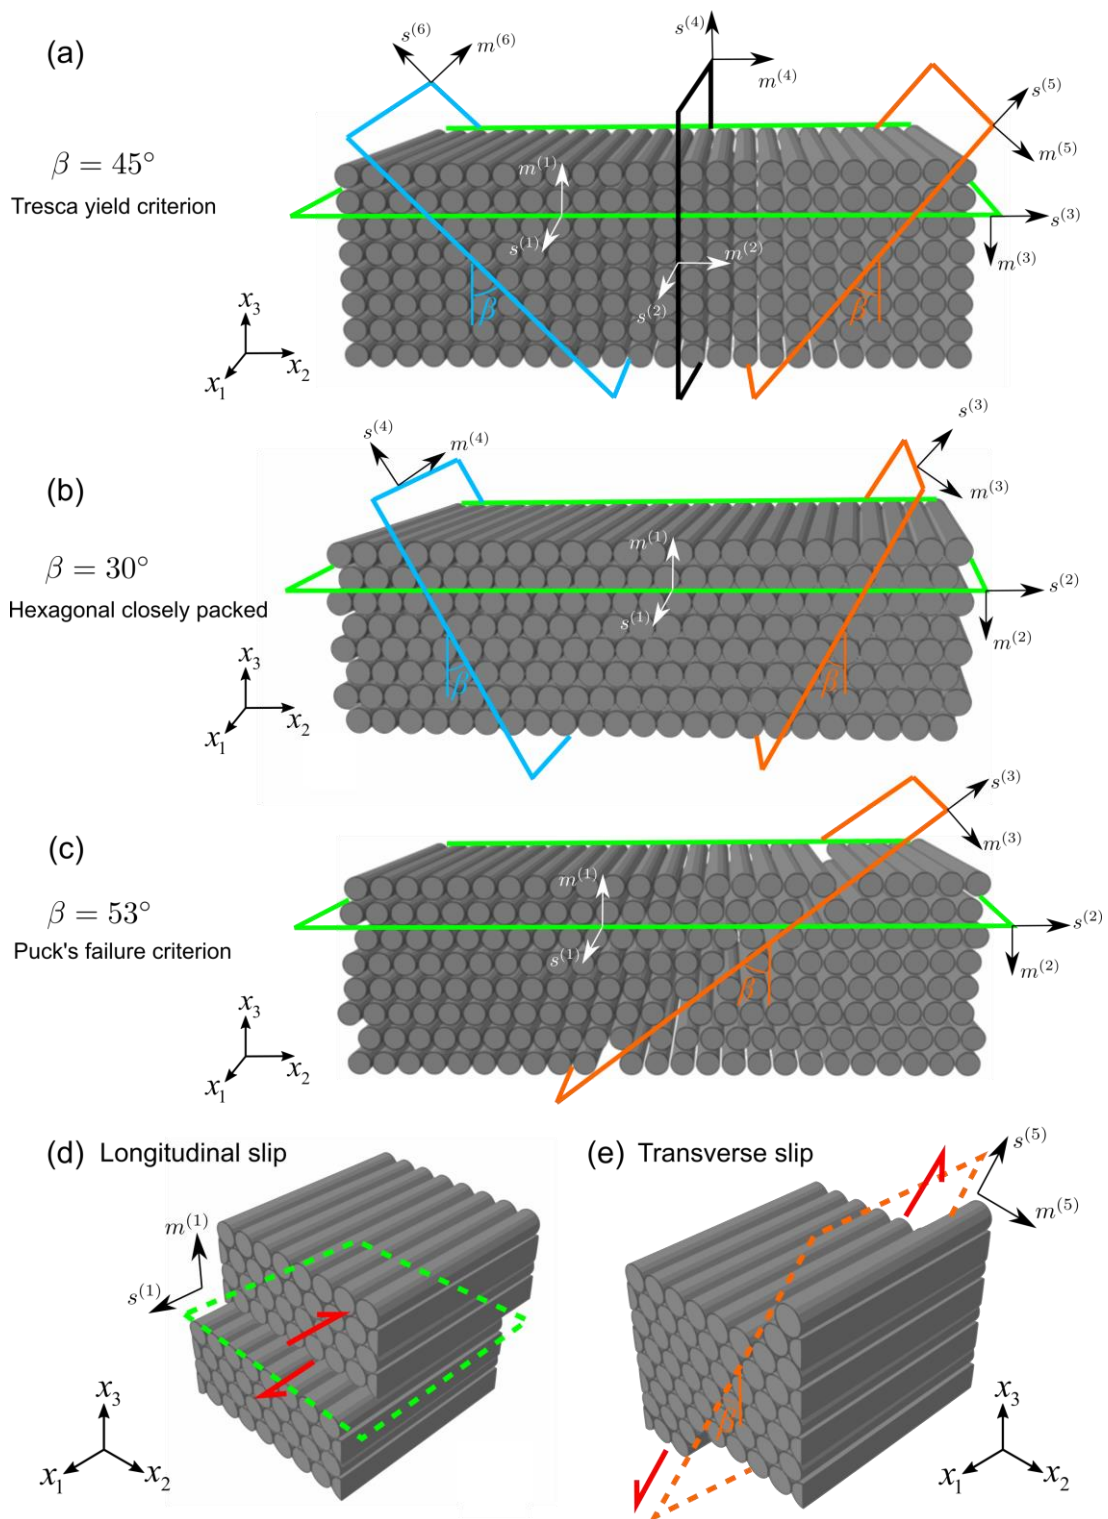 (a)
s^(6)
m^(6)
s^(4)
m^(4)
s^(5)
m^(5)
β = 45°
Tresca yield criterion
m^(1)
s^(1)
m^(2)
s^(2)
s^(3)
m^(3)
β
β
x₃
x₂
x₁
(b)
s^(4)
m^(4)
s^(3)
m^(3)
β = 30°
Hexagonal closely packed
m^(1)
s^(1)
s^(2)
m^(2)
β
β
x₃
x₂
x₁
(c)
s^(3)
m^(3)
β = 53°
Puck's failure criterion
m^(1)
s^(1)
s^(2)
m^(2)
β
x₃
x₂
x₁
(d) Longitudinal slip
m^(1)
s^(1)
x₃
x₁
x₂
(e) Transverse slip
s^(5)
m^(5)
β
x₃
x₁
x₂